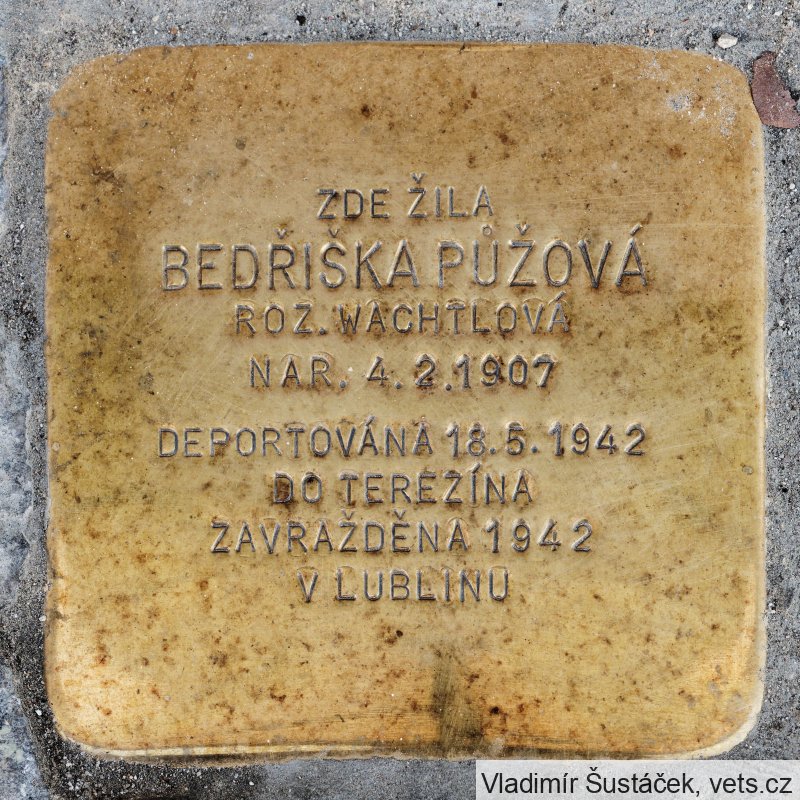 ZDE ŽILA
BEDŘIŠKA PŮŽOVÁ
ROZ. WACHTLOVÁ
NAR. 4.2.1907
DEPORTOVÁNA 18.5.1942
DO TEREZÍNA
ZAVRAŽDĚNA 1942
V LUBLINU
Vladimír Šustáček, vets.cz